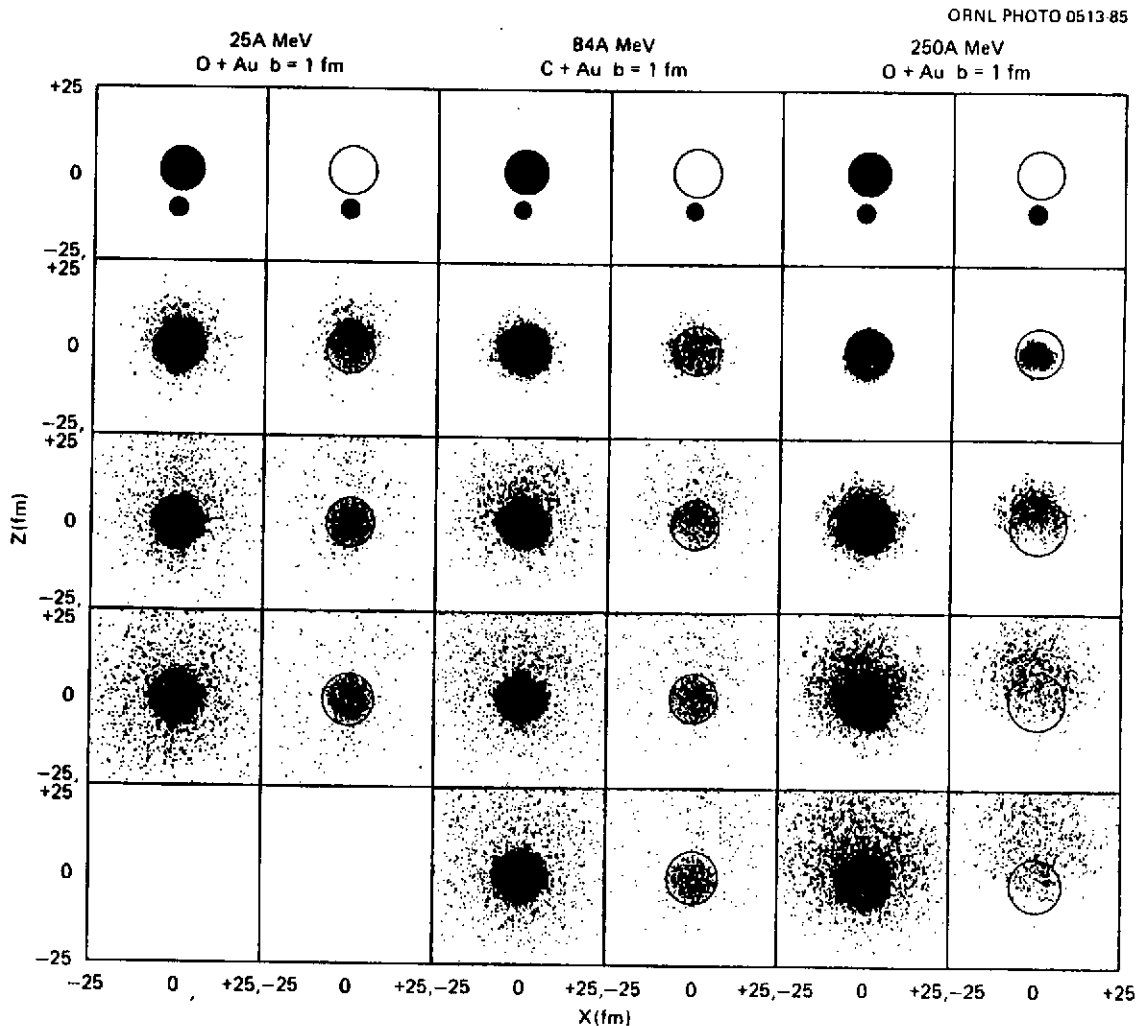 ORNL PHOTO 0513-85
25A MeV
O + Au b = 1 fm
84A MeV
C + Au b = 1 fm
250A MeV
O + Au b = 1 fm
+25
0
−25,
+25
0
−25,
+25
0
−25,
+25
0
−25,
+25
0
−25
Z(fm)
−25 0 +25,−25 0 +25,−25 0 +25,−25 0 +25,−25 0 +25,−25 0 +25
X(fm)